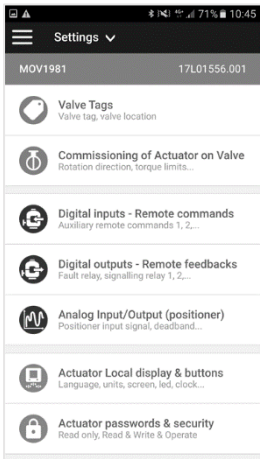 71% 10:45
Settings
MOV1981 17L01556.001
Valve Tags
Valve tag, valve location
Commissioning of Actuator on Valve
Rotation direction, torque limits...
Digital inputs - Remote commands
Auxiliary remote commands 1, 2,...
Digital outputs - Remote feedbacks
Fault relay, signalling relay 1, 2,...
Analog Input/Output (positioner)
Positioner input signal, deadband...
Actuator Local display & buttons
Language, units, screen, led, clock...
Actuator passwords & security
Read only, Read & Write & Operate